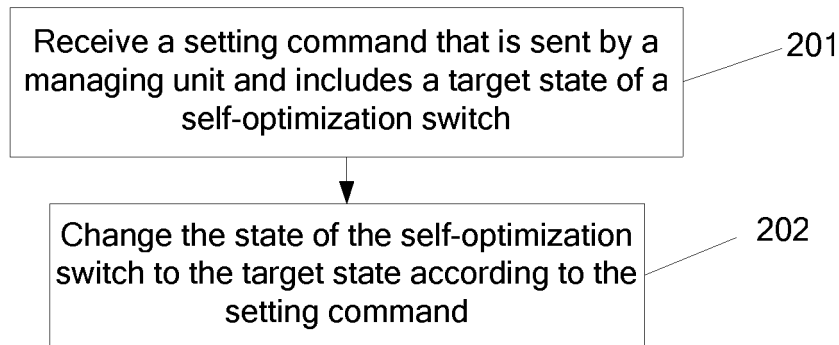 Receive a setting command that is sent by a
managing unit and includes a target state of a
self-optimization switch
201
Change the state of the self-optimization
switch to the target state according to the
setting command
202